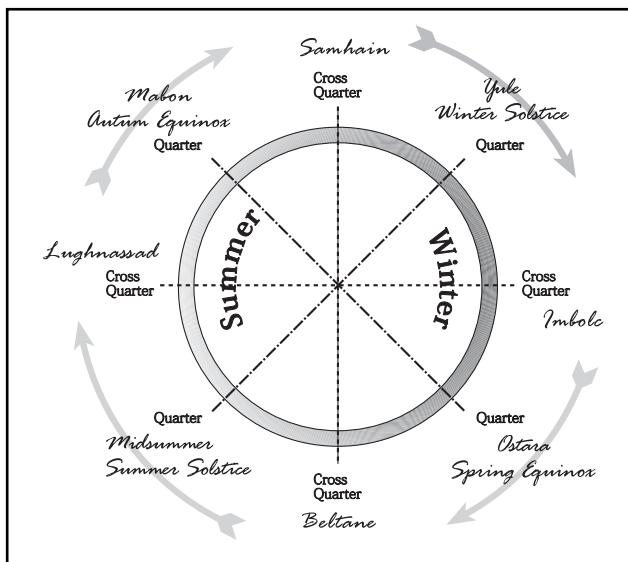 Samhain
Cross
Quarter
Yule
Winter Solstice
Quarter
Cross
Quarter
Imbolc
Quarter
Ostara
Spring Equinox
Cross
Quarter
Beltane
Quarter
Midsummer
Summer Solstice
Lughnassad
Cross
Quarter
Mabon
Autum Equinox
Quarter
Summer
Winter